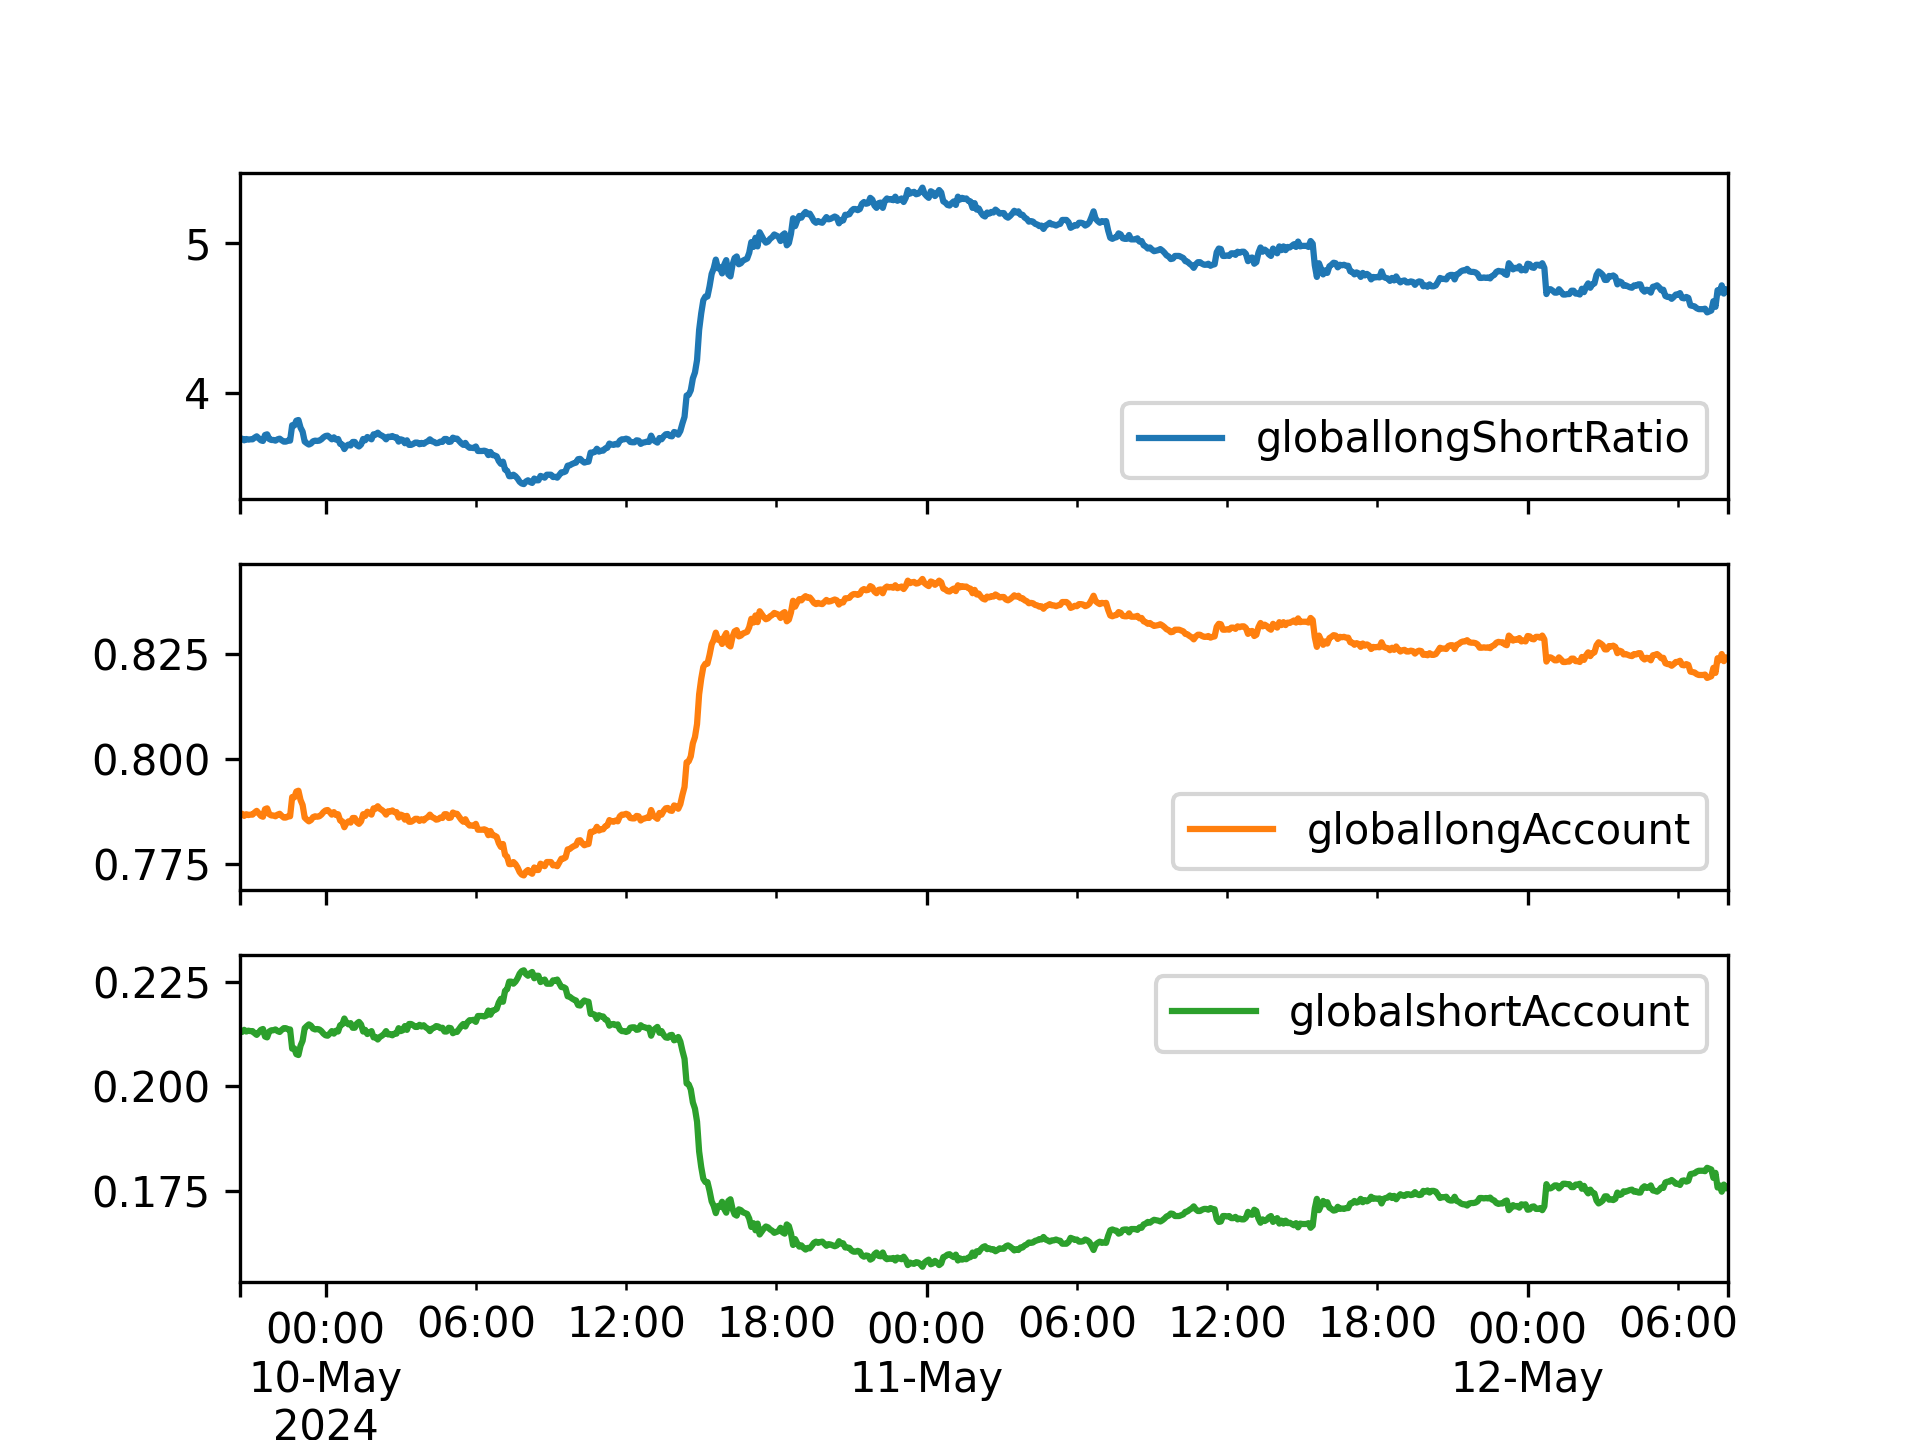 5
4
globallongShortRatio
0.825
0.800
0.775
globallongAccount
0.225
0.200
0.175
globalshortAccount
00:00 06:00 12:00 18:00 00:00 06:00 12:00 18:00 00:00 06:00
10-May 11-May 12-May
2024